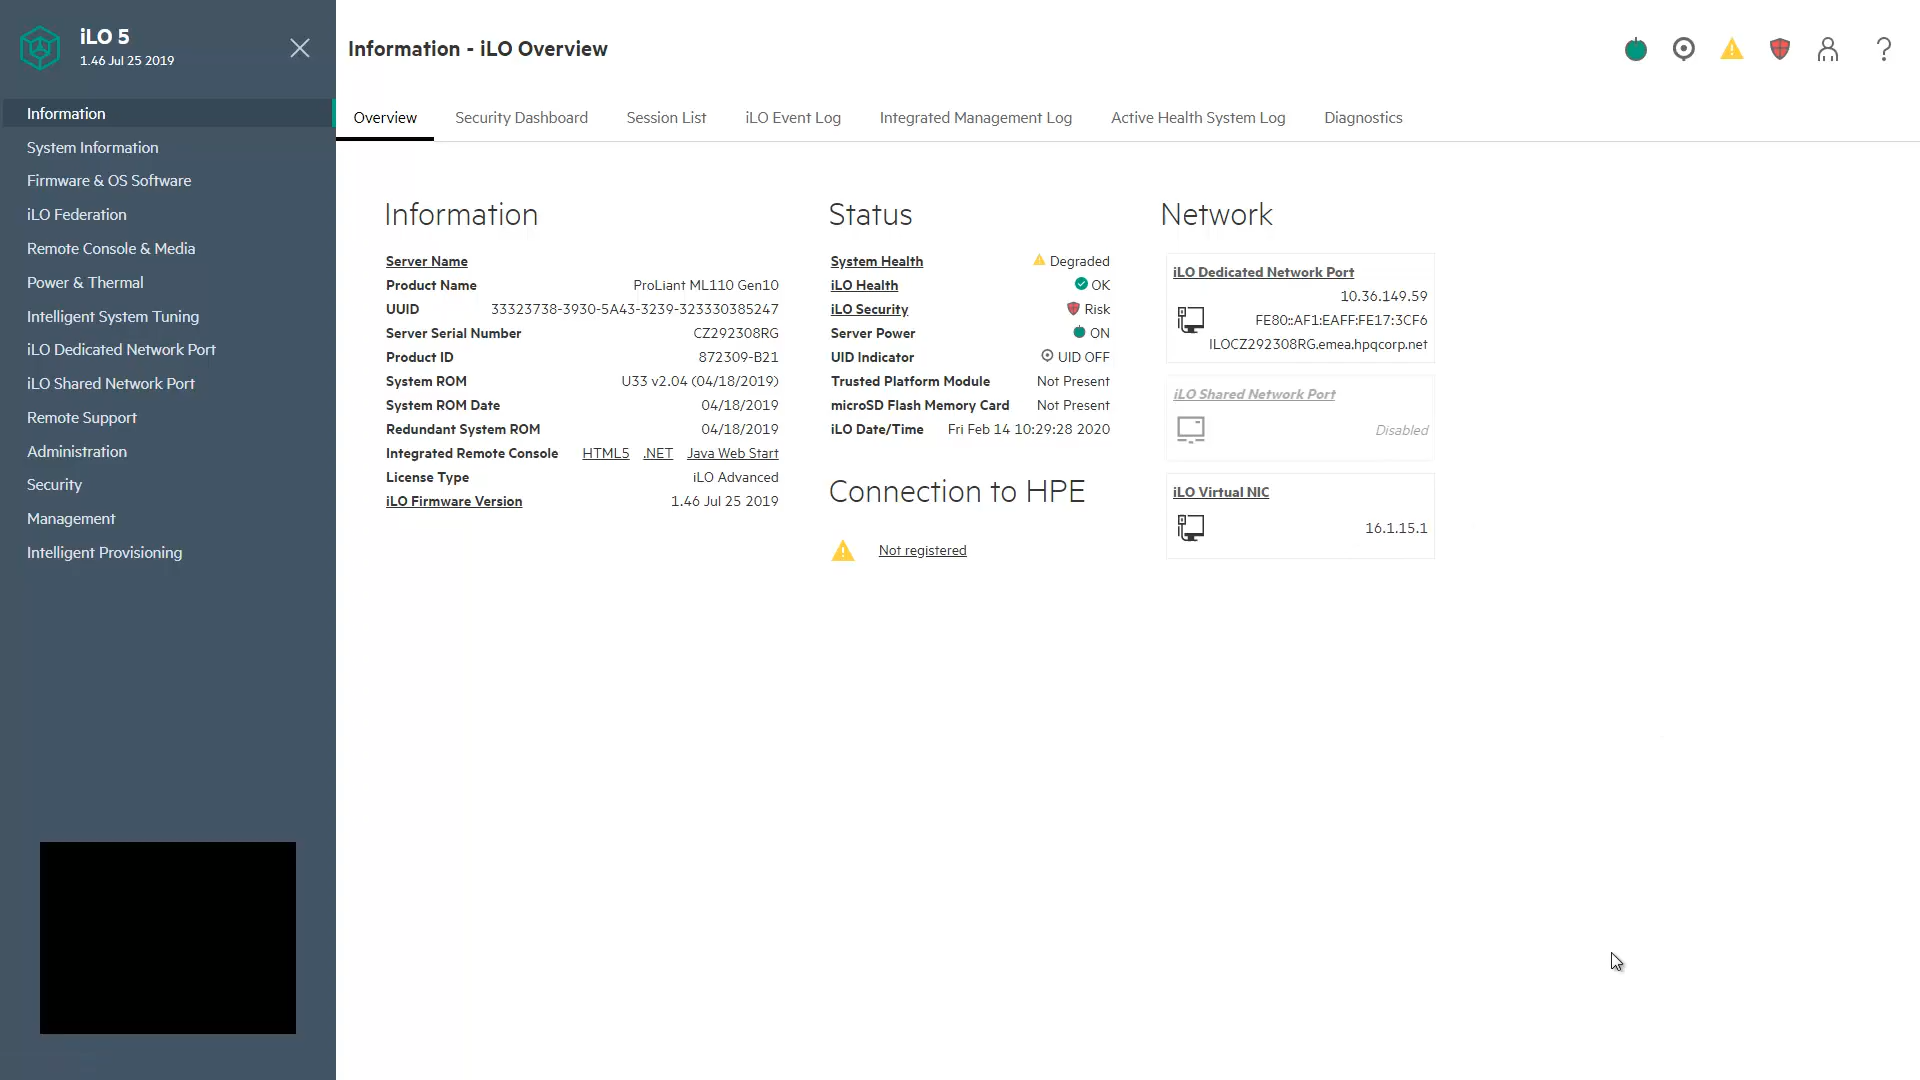 iLO 5
1.46 Jul 25 2019
Information
System Information
Firmware & OS Software
iLO Federation
Remote Console & Media
Power & Thermal
Intelligent System Tuning
iLO Dedicated Network Port
iLO Shared Network Port
Remote Support
Administration
Security
Management
Intelligent Provisioning
Information - iLO Overview
Overview Security Dashboard Session List iLO Event Log Integrated Management Log Active Health System Log Diagnostics
Information
Server Name
Product Name ProLiant ML110 Gen10
UUID 33323738-3930-5A43-3239-323330385247
Server Serial Number CZ292308RG
Product ID 872309-B21
System ROM U33 v2.04 (04/18/2019)
System ROM Date 04/18/2019
Redundant System ROM 04/18/2019
Integrated Remote Console HTML5 .NET Java Web Start
License Type iLO Advanced
iLO Firmware Version 1.46 Jul 25 2019
Status
System Health Degraded
iLO Health OK
iLO Security Risk
Server Power ON
UID Indicator UID OFF
Trusted Platform Module Not Present
microSD Flash Memory Card Not Present
iLO Date/Time Fri Feb 14 10:29:28 2020
Connection to HPE
Not registered
Network
iLO Dedicated Network Port
10.36.149.59
FE80::AF1:EAFF:FE17:3CF6
ILOCZ292308RG.emea.hpqcorp.net
iLO Shared Network Port
Disabled
iLO Virtual NIC
16.1.15.1